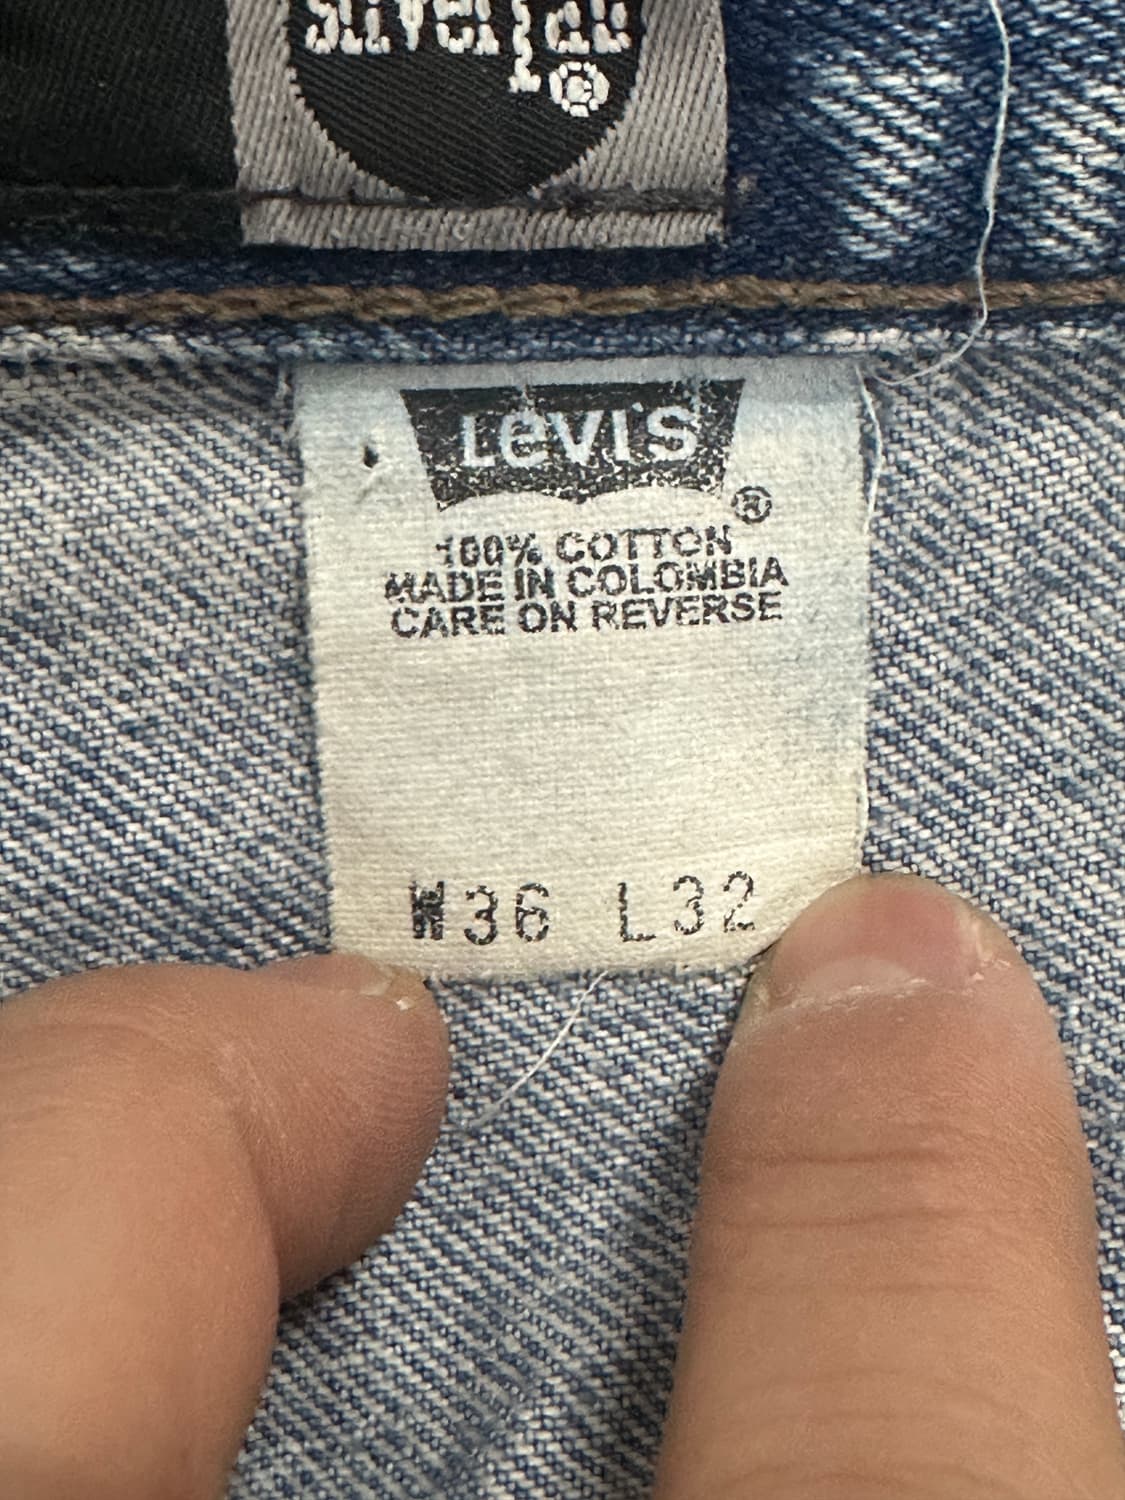 SilverTab
®
LEVI'S
®
100% COTTON
MADE IN COLOMBIA
CARE ON REVERSE
W36 L32